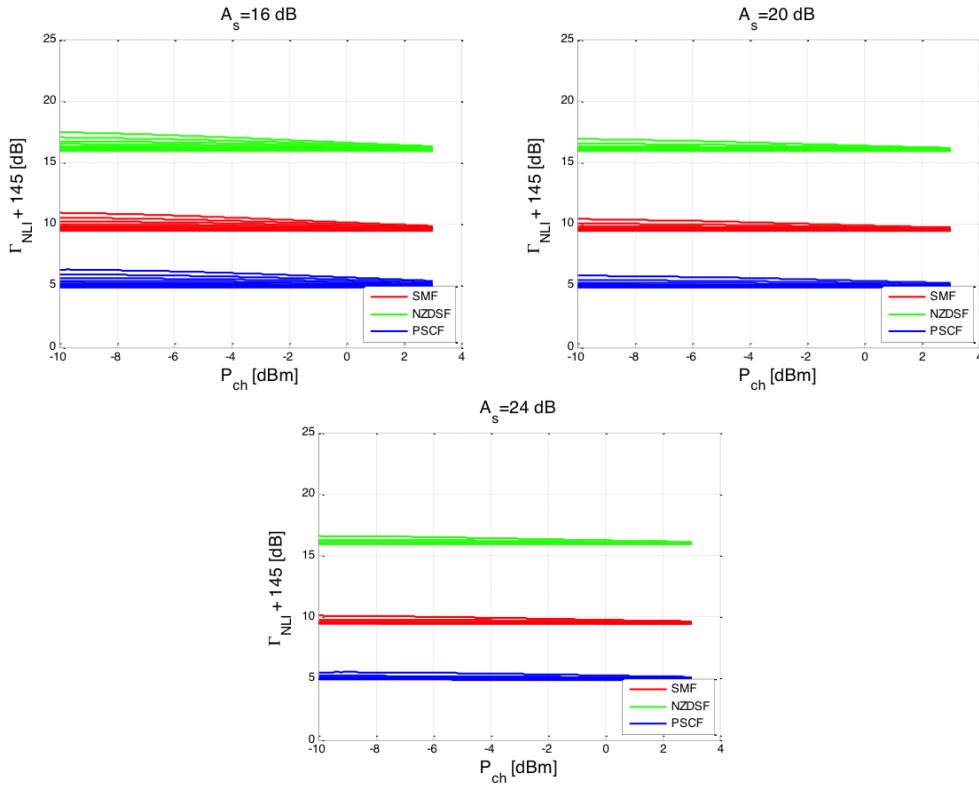 A_s=16 dB
25
20
15
10
5
0
Γ_NLI + 145 [dB]
-10 -8 -6 -4 -2 0 2 4
P_ch [dBm]
SMF
NZDSF
PSCF
A_s=20 dB
25
20
15
10
5
0
Γ_NLI + 145 [dB]
-10 -8 -6 -4 -2 0 2 4
P_ch [dBm]
SMF
NZDSF
PSCF
A_s=24 dB
25
20
15
10
5
0
Γ_NLI + 145 [dB]
-10 -8 -6 -4 -2 0 2 4
P_ch [dBm]
SMF
NZDSF
PSCF